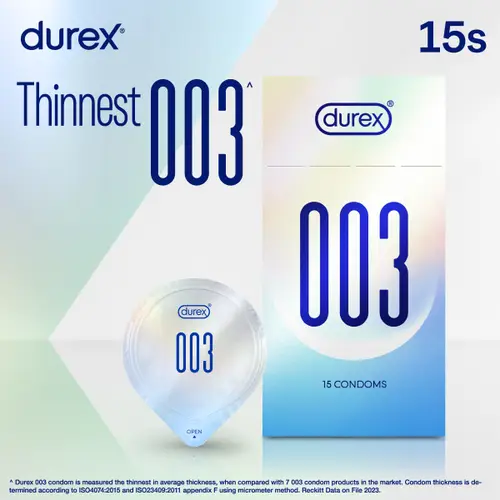 durex®
15s
Thinnest 003^
durex®
003
15 CONDOMS
durex®
003
OPEN
^ Durex 003 condom is measured the thinnest in average thickness, when compared with 7 003 condom products in the market. Condom thickness is de-
termined according to ISO4074:2015 and ISO23409:2011 appendix F using micrometer method. Reckitt Data on File 2023.